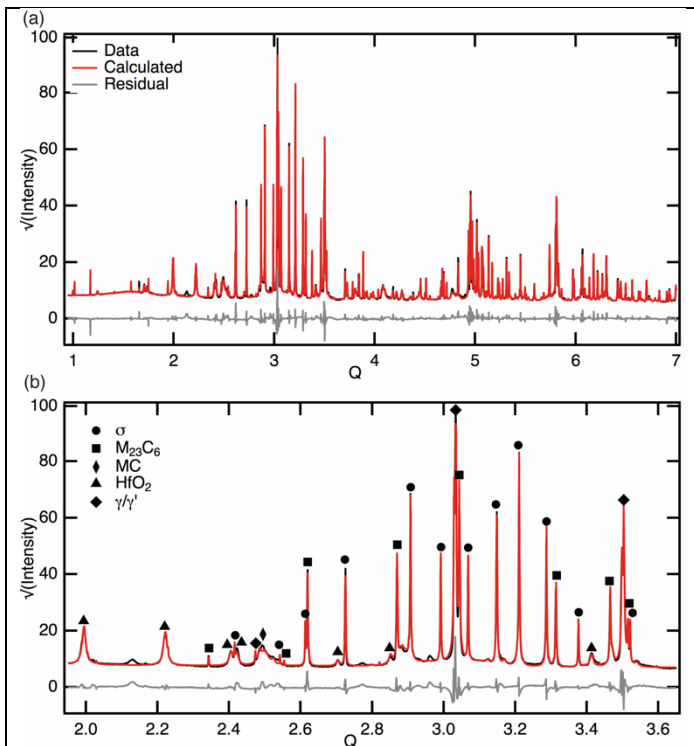 (a)
100
80
60
40
20
0
√(Intensity)
Data
Calculated
Residual
1 2 3 4 5 6 7
Q
(b)
100
80
60
40
20
0
√(Intensity)
σ
M₂₃C₆
MC
HfO₂
γ/γ'
2.0 2.2 2.4 2.6 2.8 3.0 3.2 3.4 3.6
Q